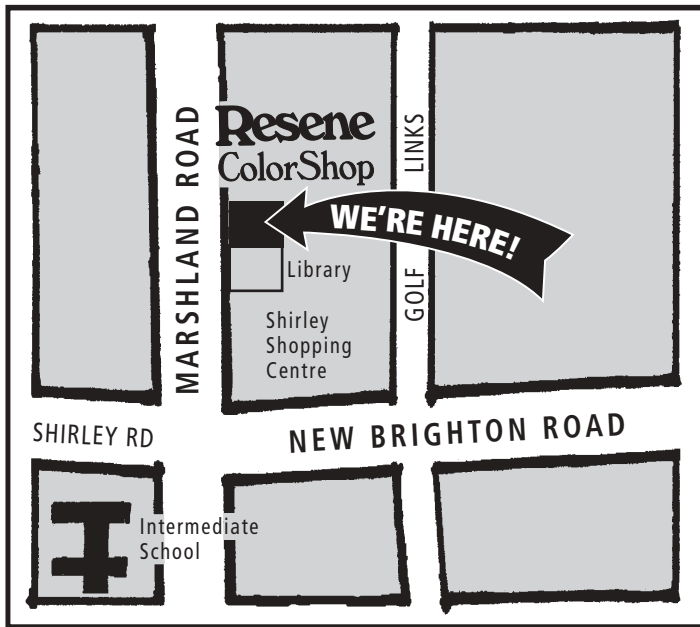 MARSHLAND ROAD
Resene
ColorShop
GOLF LINKS
WE'RE HERE!
Library
Shirley
Shopping
Centre
SHIRLEY RD
NEW BRIGHTON ROAD
Intermediate
School